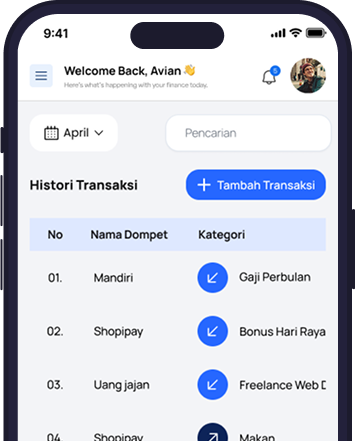 9:41
Welcome Back, Avian 👋
Here's what's happening with your finance today.
5
April
Pencarian
Histori Transaksi
+ Tambah Transaksi
No Nama Dompet Kategori
01. Mandiri Gaji Perbulan
02. Shopipay Bonus Hari Raya
03. Uang jajan Freelance Web D
04. Shopipay Makan